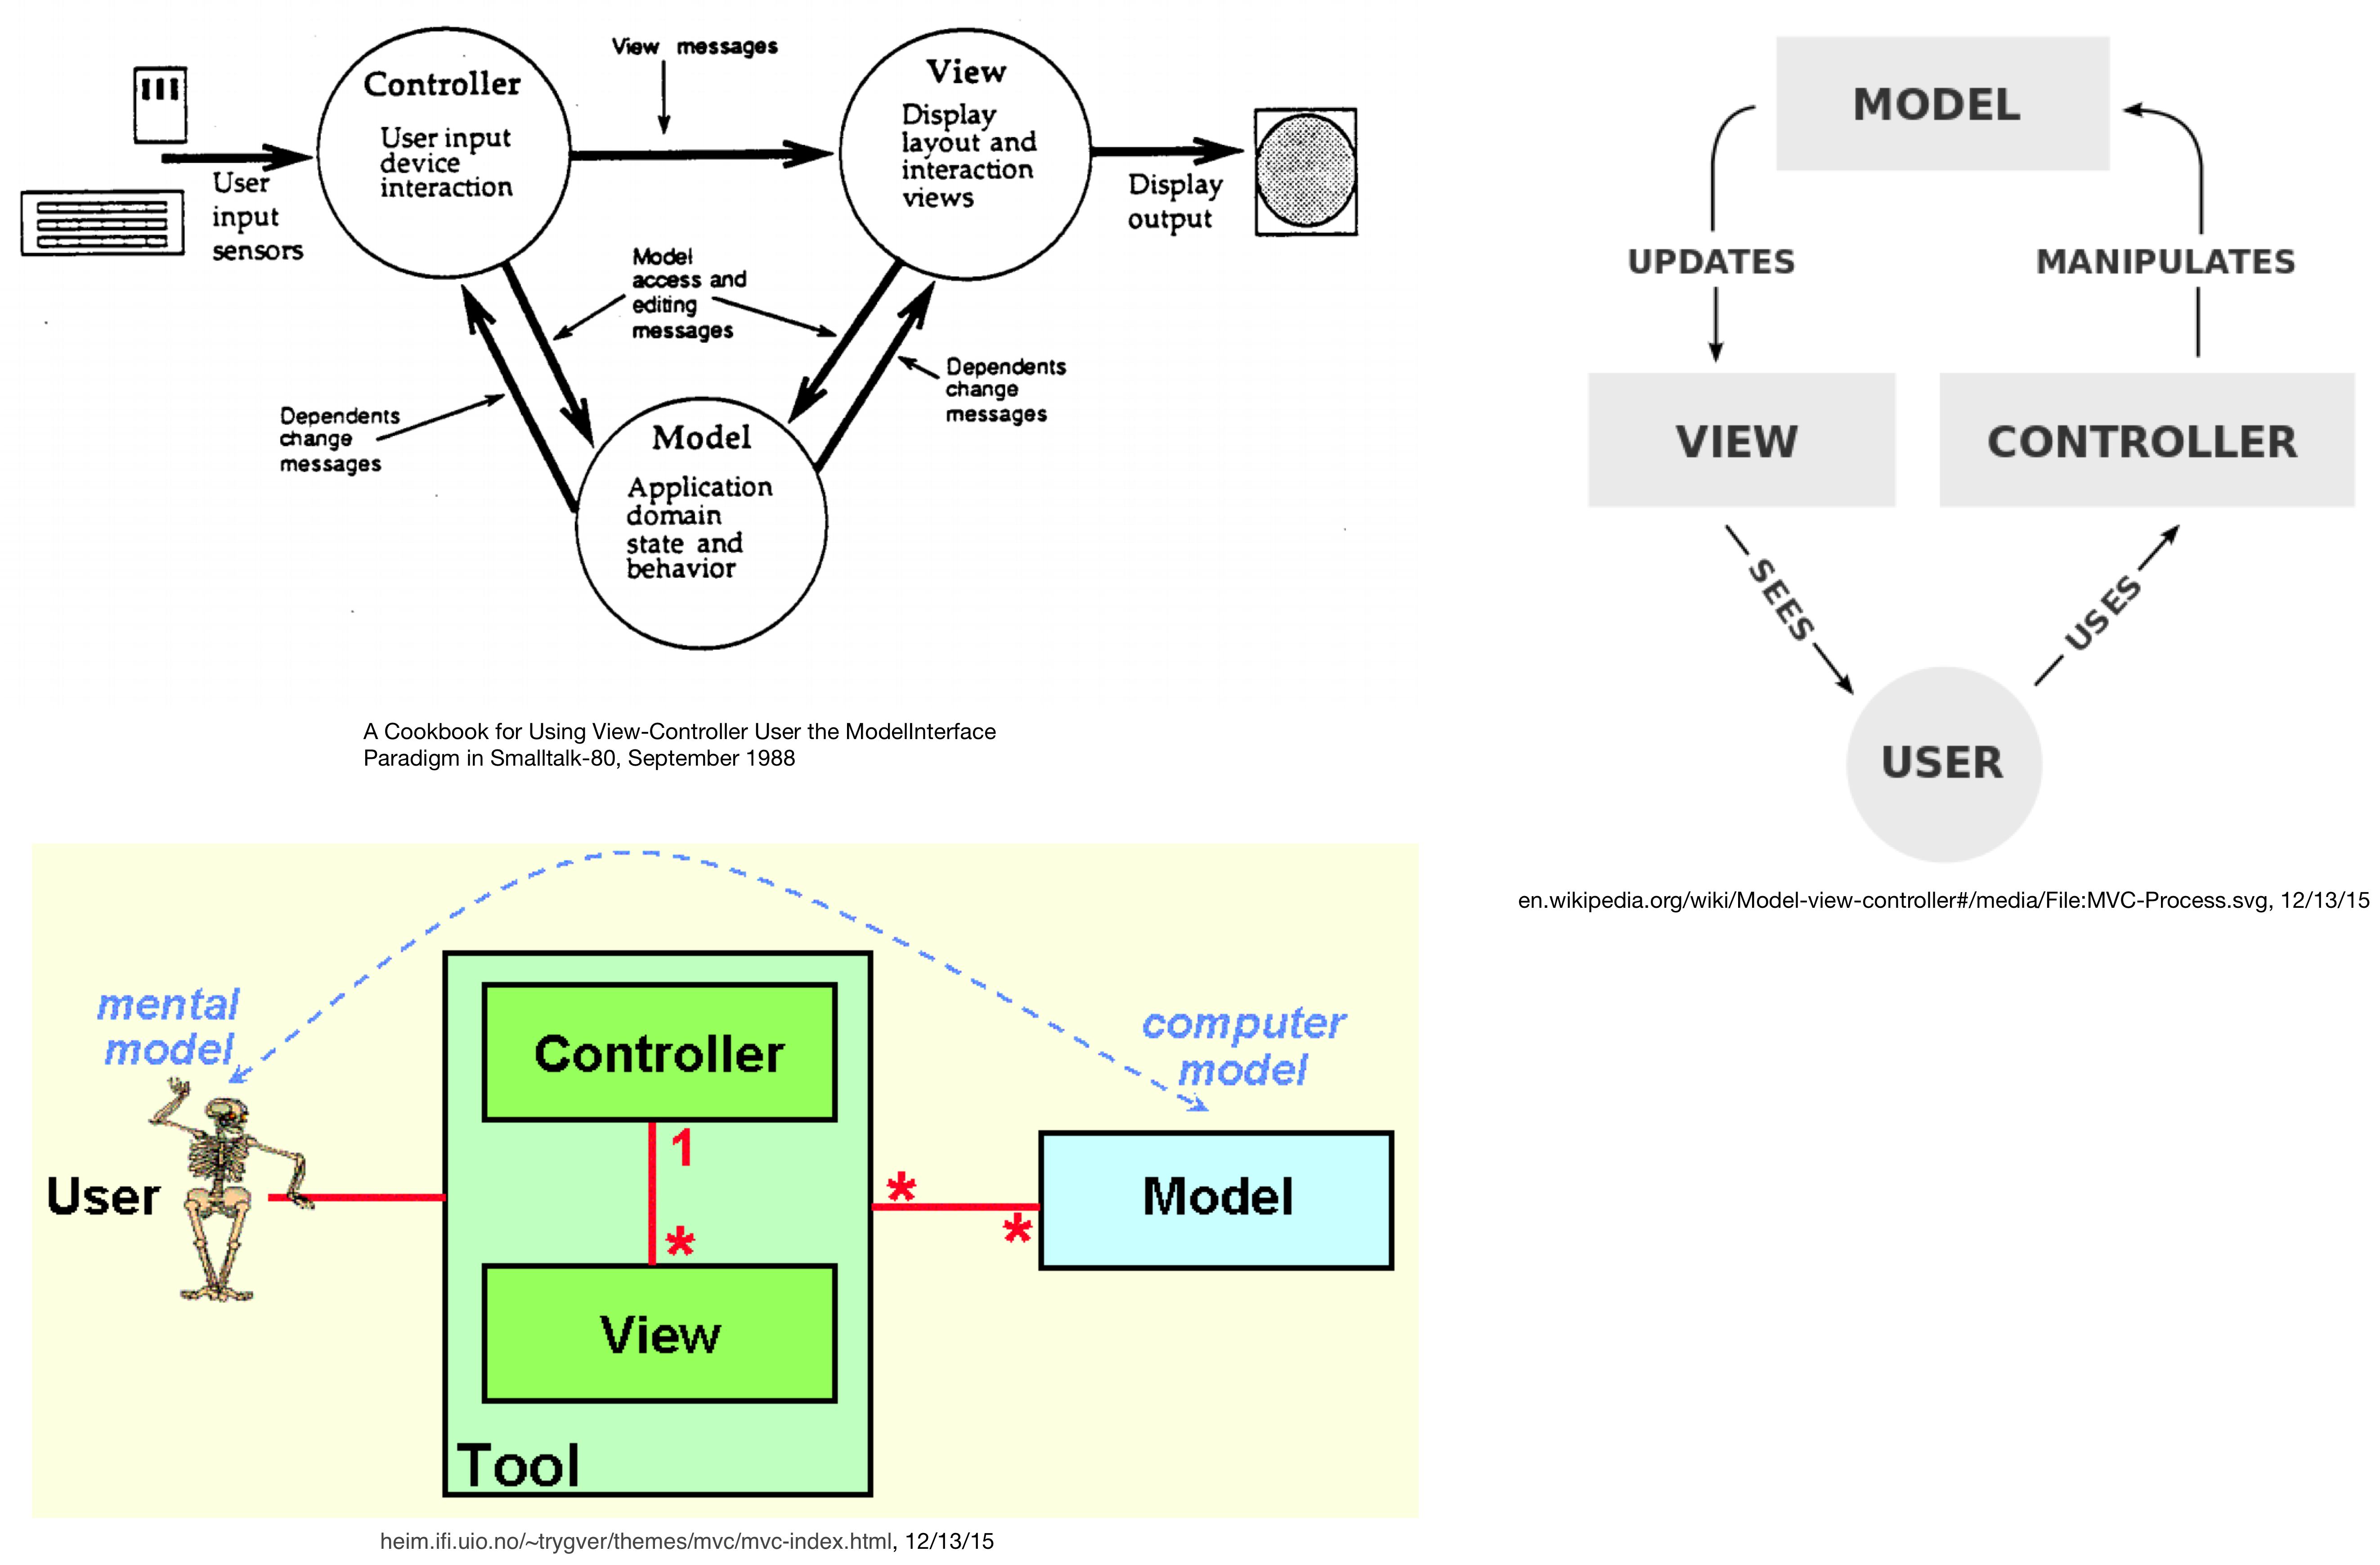 View messages
Controller
User input
device
interaction
View
Display
layout and
interaction
views
User
input
sensors
Display
output
Model
access and
editing
messages
Dependents
change
messages
Dependents
change
messages
Model
Application
domain
state and
behavior
A Cookbook for Using View-Controller User the ModelInterface
Paradigm in Smalltalk-80, September 1988
MODEL
UPDATES
MANIPULATES
VIEW
CONTROLLER
SEES
USES
USER
en.wikipedia.org/wiki/Model-view-controller#/media/File:MVC-Process.svg, 12/13/15
mental
model
computer
model
Controller
1
*
View
Tool
User
*
*
Model
heim.ifi.uio.no/~trygver/themes/mvc/mvc-index.html, 12/13/15